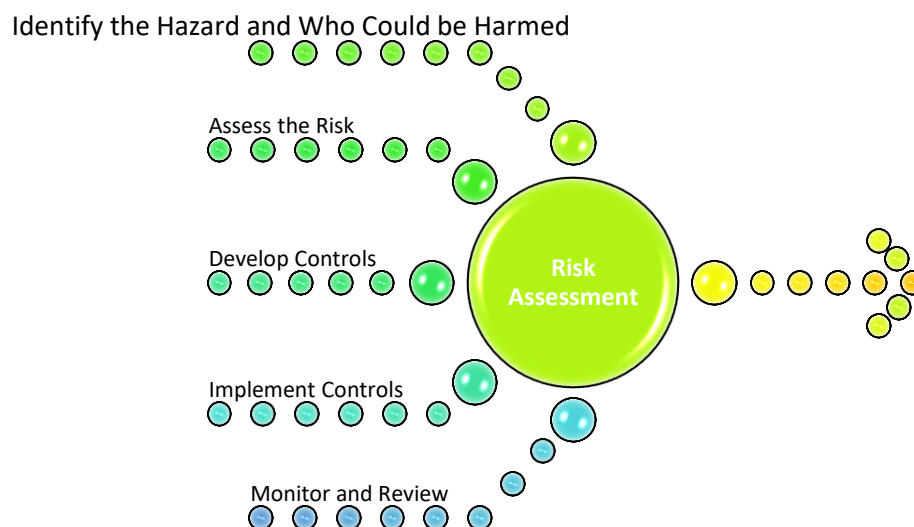 Identify the Hazard and Who Could be Harmed
Assess the Risk
Develop Controls
Risk
Assessment
Implement Controls
Monitor and Review